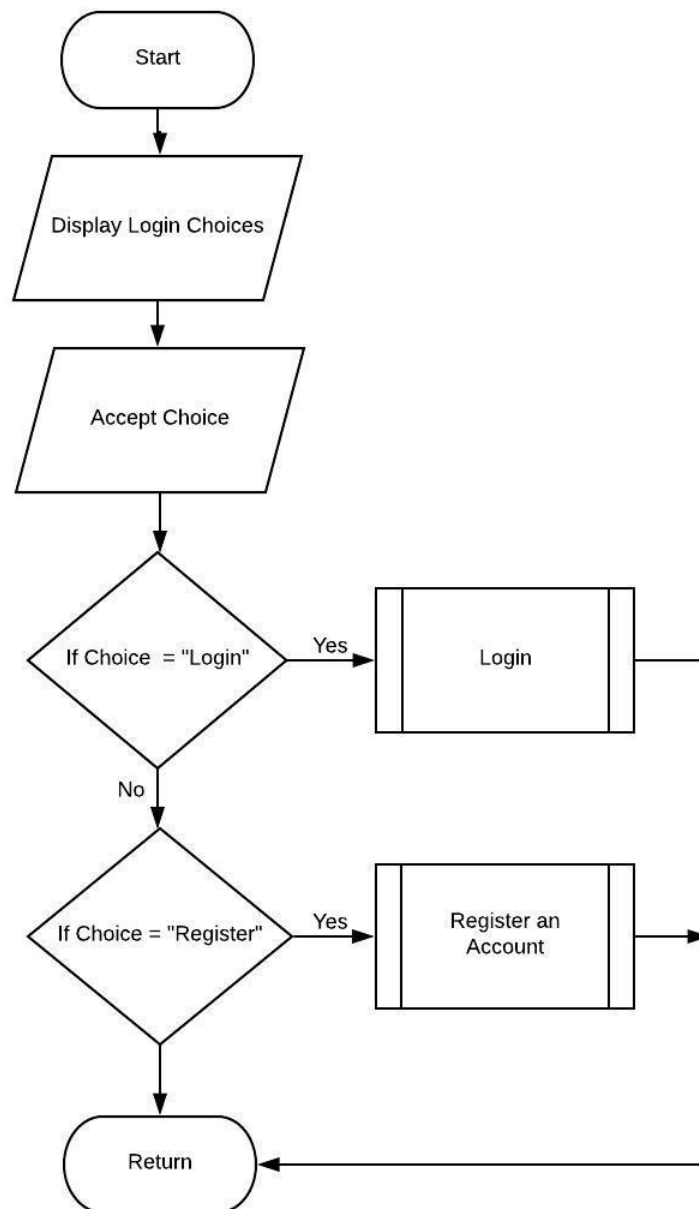 Start
Display Login Choices
Accept Choice
If Choice  = "Login"
Yes
Login
No
If Choice = "Register"
Yes
Register an
Account
Return